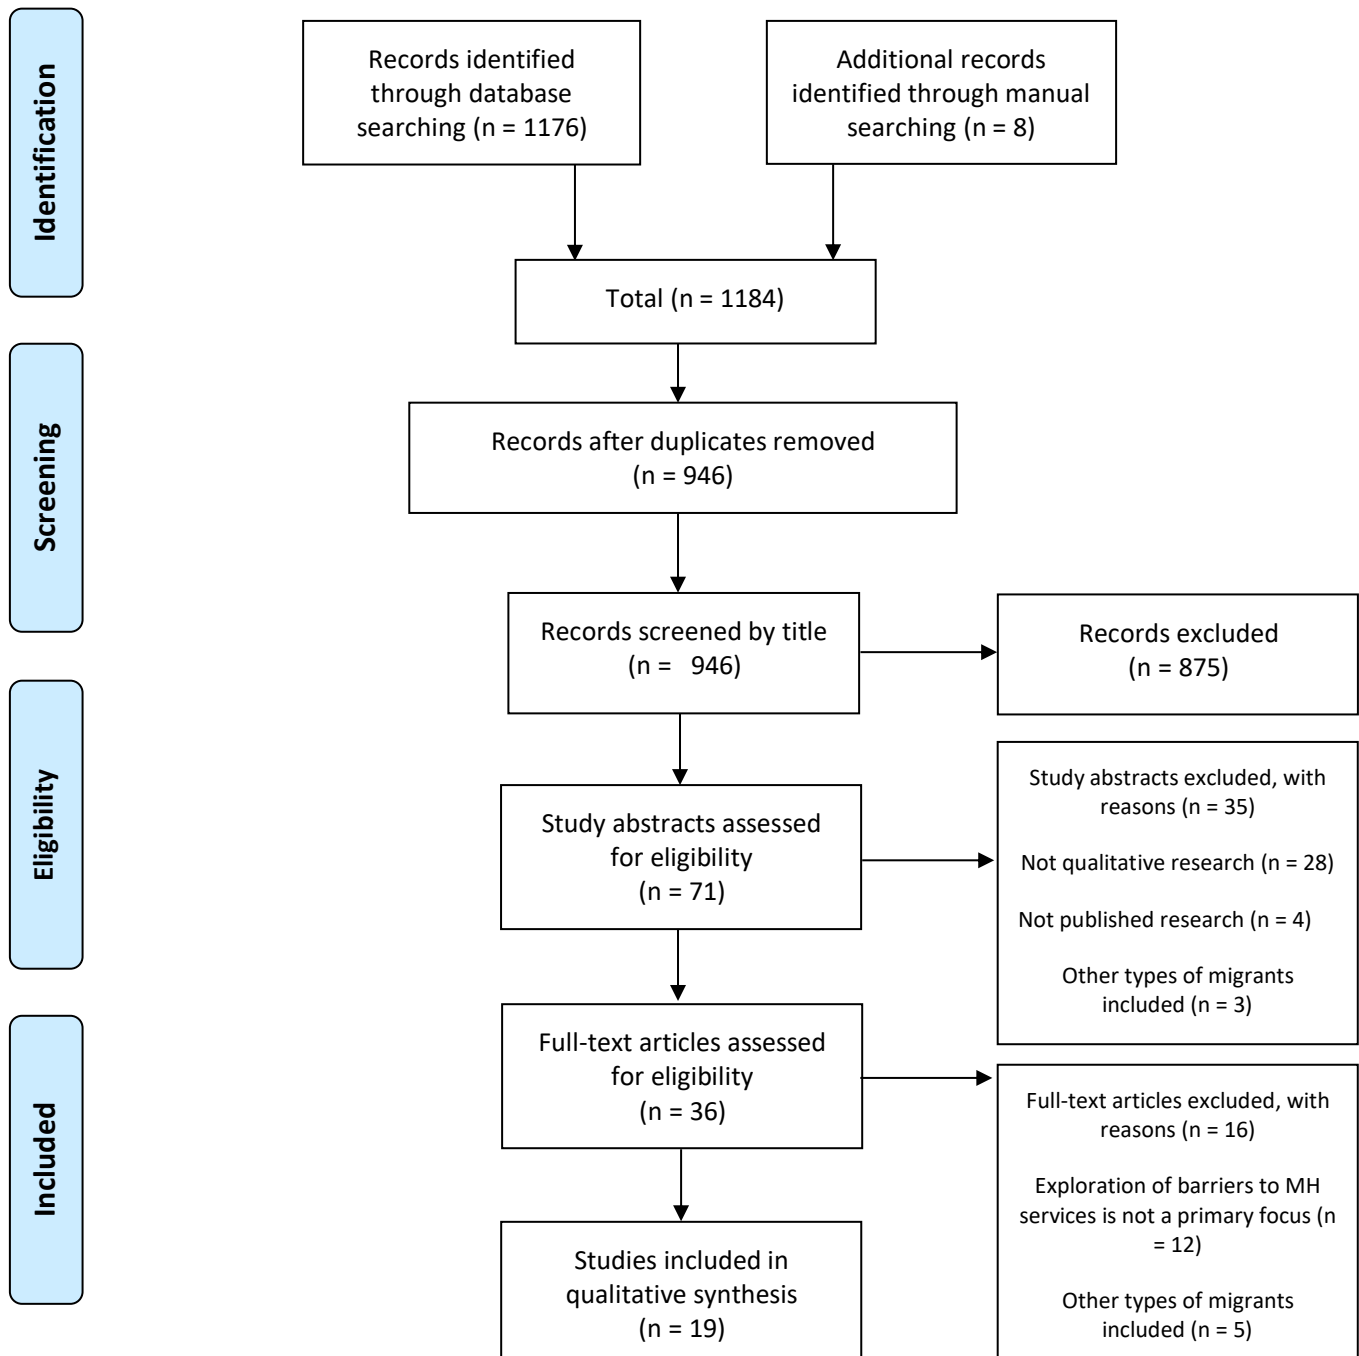 Identification
Records identified
through database
searching (n = 1176)
Additional records
identified through manual
searching (n = 8)
Total (n = 1184)
Screening
Records after duplicates removed
(n = 946)
Records screened by title
(n =   946)
Records excluded
(n = 875)
Eligibility
Study abstracts assessed
for eligibility
(n = 71)
Study abstracts excluded, with
reasons (n = 35)
Not qualitative research (n = 28)
Not published research (n = 4)
Other types of migrants
included (n = 3)
Full-text articles assessed
for eligibility
(n = 36)
Included
Full-text articles excluded, with
reasons (n = 16)
Exploration of barriers to MH
services is not a primary focus (n
= 12)
Other types of migrants
included (n = 5)
Studies included in
qualitative synthesis
(n = 19)